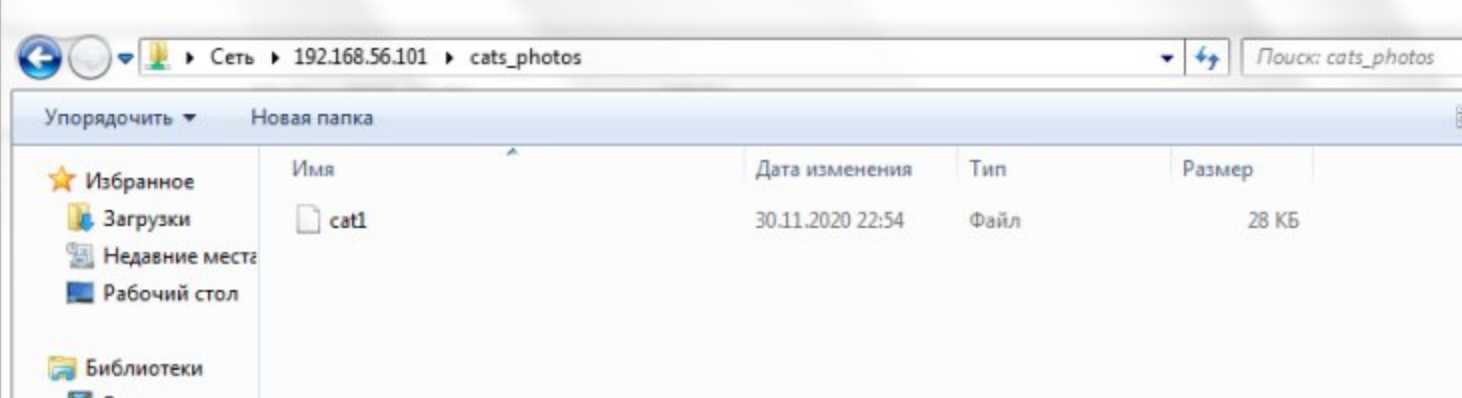 Сеть 192.168.56.101 cats_photos Поиск: cats_photos
Упорядочить Новая папка
Имя Дата изменения Тип Размер
Избранное
Загрузки
cat1 30.11.2020 22:54 Файл 28 КБ
Недавние места
Рабочий стол
Библиотеки